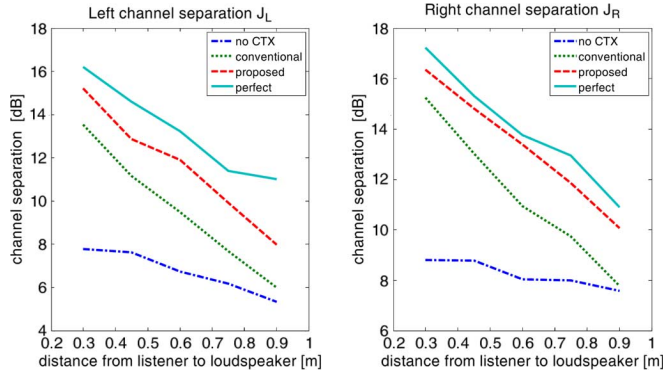 Left channel separation J_L
channel separation [dB]
18
16
14
12
10
8
6
4
no CTX
conventional
proposed
perfect
0.2 0.3 0.4 0.5 0.6 0.7 0.8 0.9 1
distance from listener to loudspeaker [m]
Right channel separation J_R
channel separation [dB]
18
16
14
12
10
8
6
no CTX
conventional
proposed
perfect
0.2 0.3 0.4 0.5 0.6 0.7 0.8 0.9 1
distance from listener to loudspeaker [m]